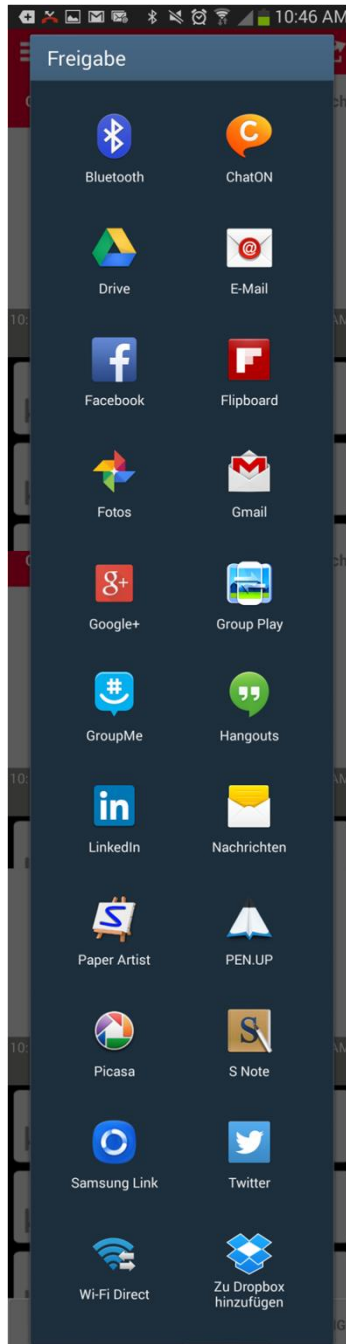 10:46 AM
Freigabe
Bluetooth
ChatON
Drive
E-Mail
Facebook
Flipboard
Fotos
Gmail
Google+
Group Play
GroupMe
Hangouts
LinkedIn
Nachrichten
Paper Artist
PEN.UP
Picasa
S Note
Samsung Link
Twitter
Wi-Fi Direct
Zu Dropbox
hinzufügen